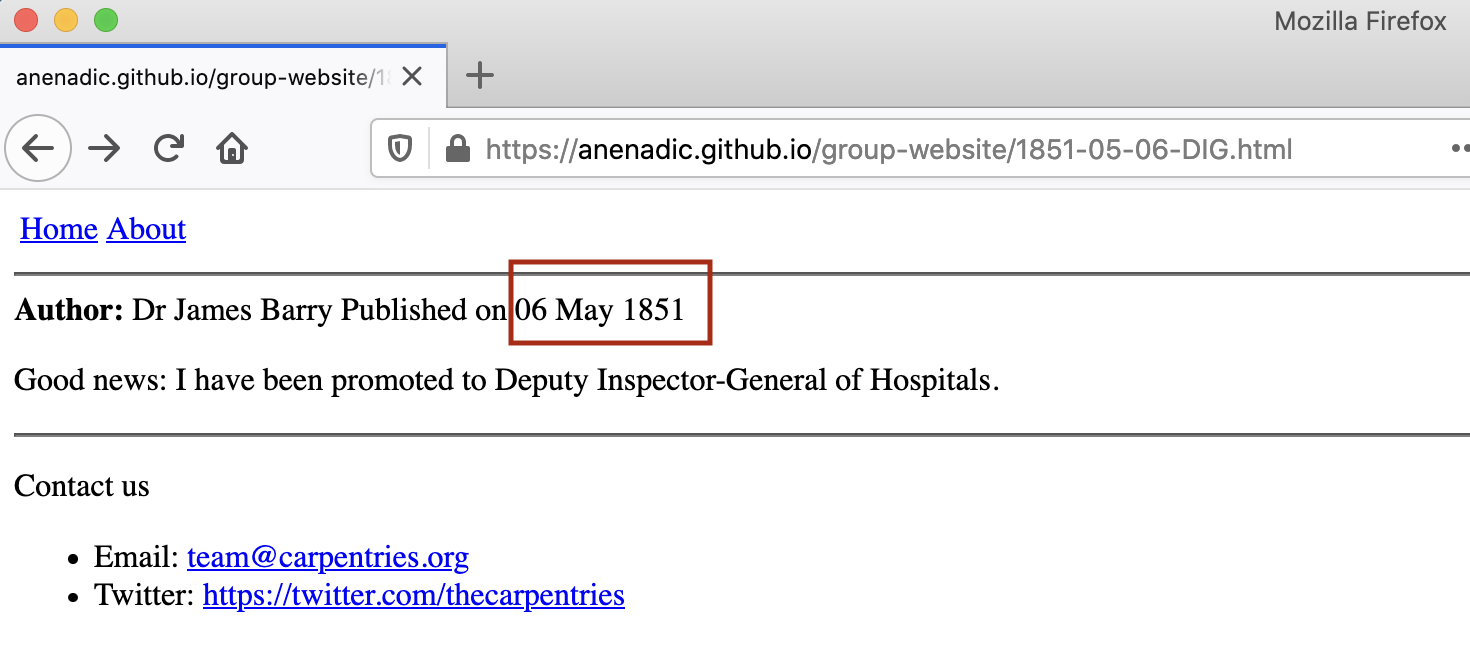 Mozilla Firefox
anenadic.github.io/group-website/18
https://anenadic.github.io/group-website/1851-05-06-DIG.html
Home About
Author: Dr James Barry Published on 06 May 1851
Good news: I have been promoted to Deputy Inspector-General of Hospitals.
Contact us
Email: team@carpentries.org
Twitter: https://twitter.com/thecarpentries